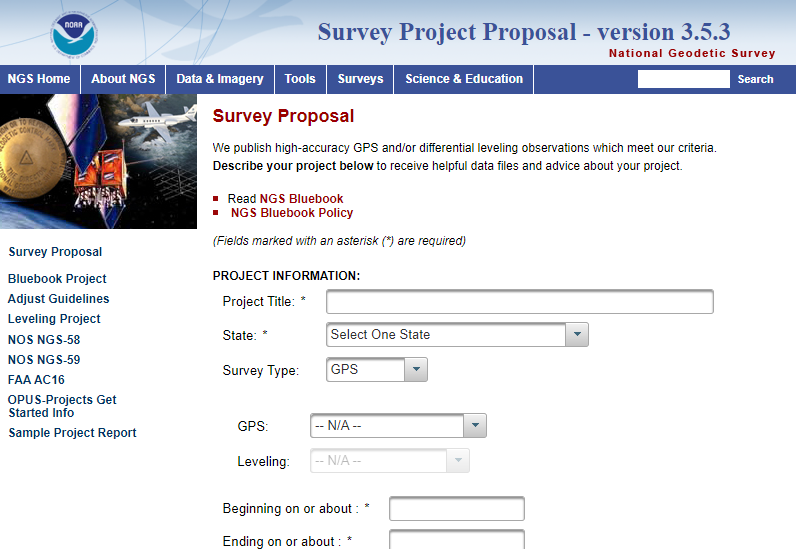 NOAA
Survey Project Proposal - version 3.5.3
National Geodetic Survey
NGS Home
About NGS
Data & Imagery
Tools
Surveys
Science & Education
Search
Survey Proposal
Bluebook Project
Adjust Guidelines
Leveling Project
NOS NGS-58
NOS NGS-59
FAA AC16
OPUS-Projects Get
Started Info
Sample Project Report
Survey Proposal
We publish high-accuracy GPS and/or differential leveling observations which meet our criteria.
Describe your project below to receive helpful data files and advice about your project.
Read NGS Bluebook
NGS Bluebook Policy
(Fields marked with an asterisk (*) are required)
PROJECT INFORMATION:
Project Title: *
State: * Select One State
Survey Type: GPS
GPS: -- N/A --
Leveling: -- N/A --
Beginning on or about : *
Ending on or about : *